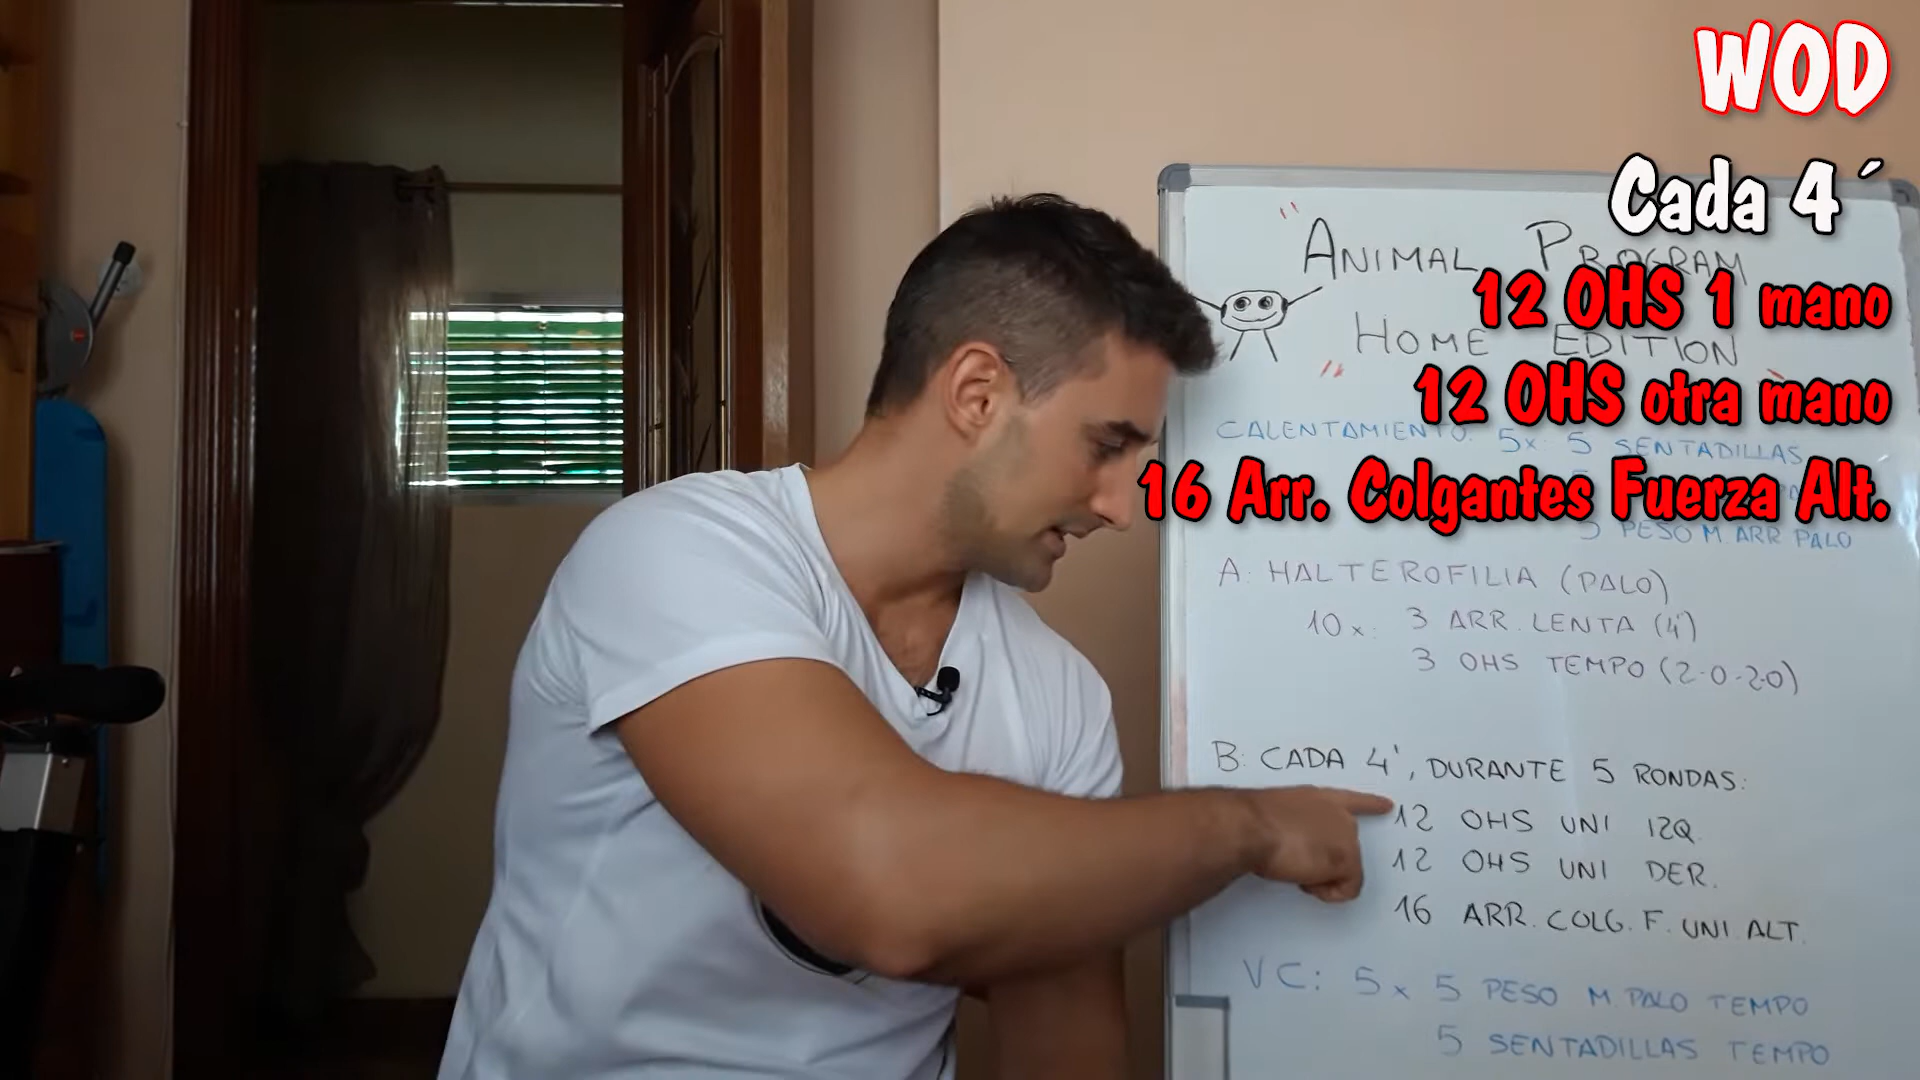 WOD
Cada 4´
12 OHS 1 mano
12 OHS otra mano
16 Arr. Colgantes Fuerza Alt.
"ANIMAL PROGRAM
HOME EDITION"
CALENTAMIENTO: 5x: 5 SENTADILLAS
5 PESO M. ARR PALO
A: HALTEROFILIA (PALO)
10 x: 3 ARR. LENTA (4')
3 OHS TEMPO (2-0-2-0)
B: CADA 4', DURANTE 5 RONDAS:
12 OHS UNI IZQ.
12 OHS UNI DER.
16 ARR. COLG. F. UNI. ALT.
VC: 5 x 5 PESO M. PALO TEMPO
5 SENTADILLAS TEMPO